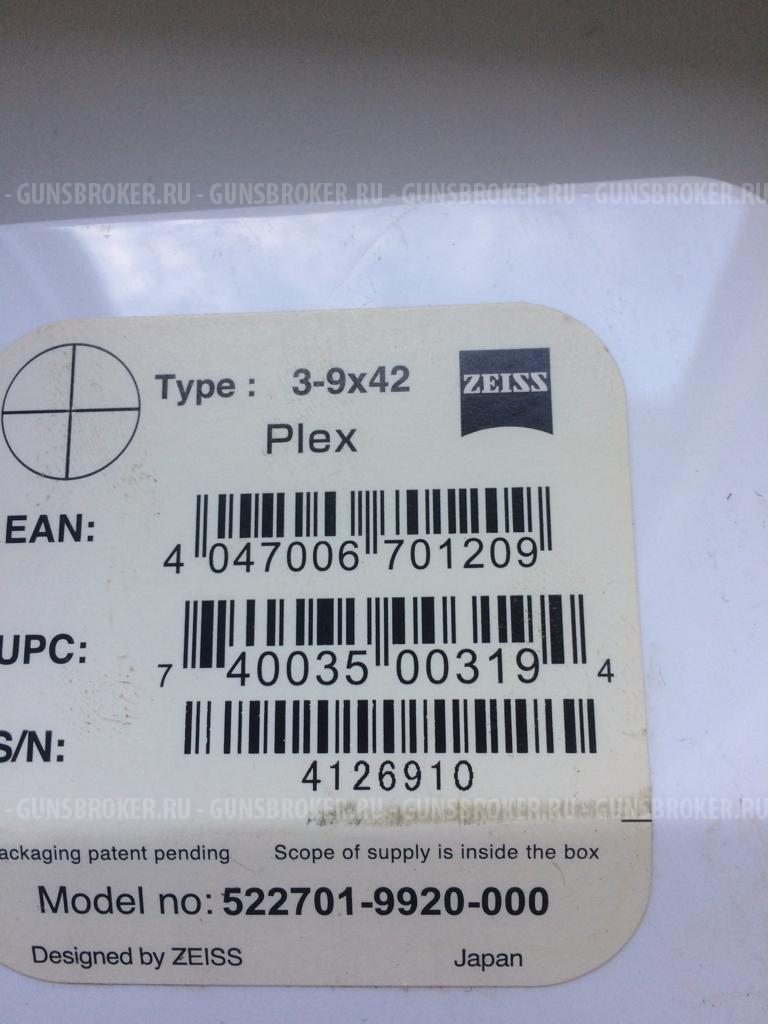 - GUNSBROKER.RU - GUNSBROKER.RU - GUNSBROKER.RU - GUNSBROKER.RU
Type : 3-9x42
ZEISS
Plex
EAN:
4 047006 701209
UPC:
7 40035 00319 4
S/N:
4126910
- GUNSBROKER.RU - GUNSBROKER.RU - GUNSBROKER.RU - GUNSBROKER.RU
ackaging patent pending Scope of supply is inside the box
Model no: 522701-9920-000
Designed by ZEISS Japan